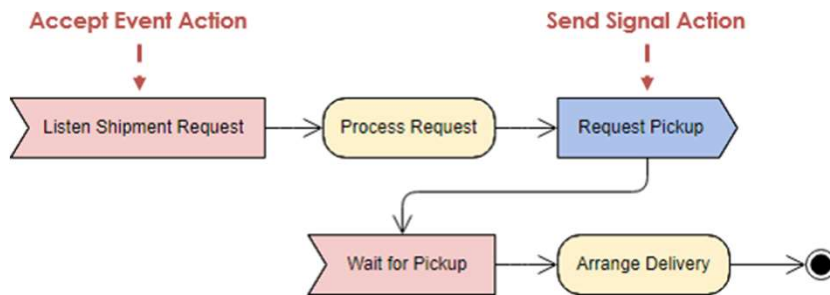 Accept Event Action
Send Signal Action
Listen Shipment Request
Process Request
Request Pickup
Wait for Pickup
Arrange Delivery